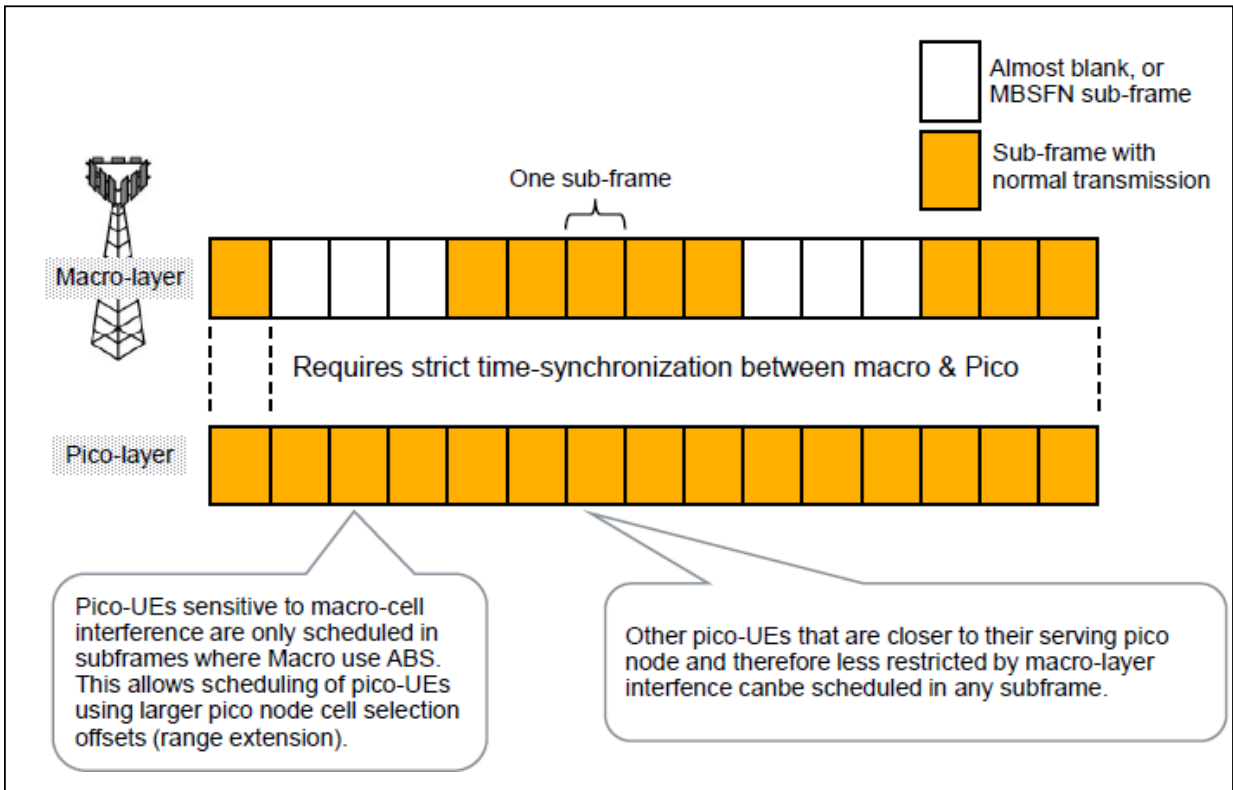 Almost blank, or
MBSFN sub-frame
Sub-frame with
normal transmission
One sub-frame
Macro-layer
Requires strict time-synchronization between macro & Pico
Pico-layer
Pico-UEs sensitive to macro-cell
interference are only scheduled in
subframes where Macro use ABS.
This allows scheduling of pico-UEs
using larger pico node cell selection
offsets (range extension).
Other pico-UEs that are closer to their serving pico
node and therefore less restricted by macro-layer
interfence canbe scheduled in any subframe.